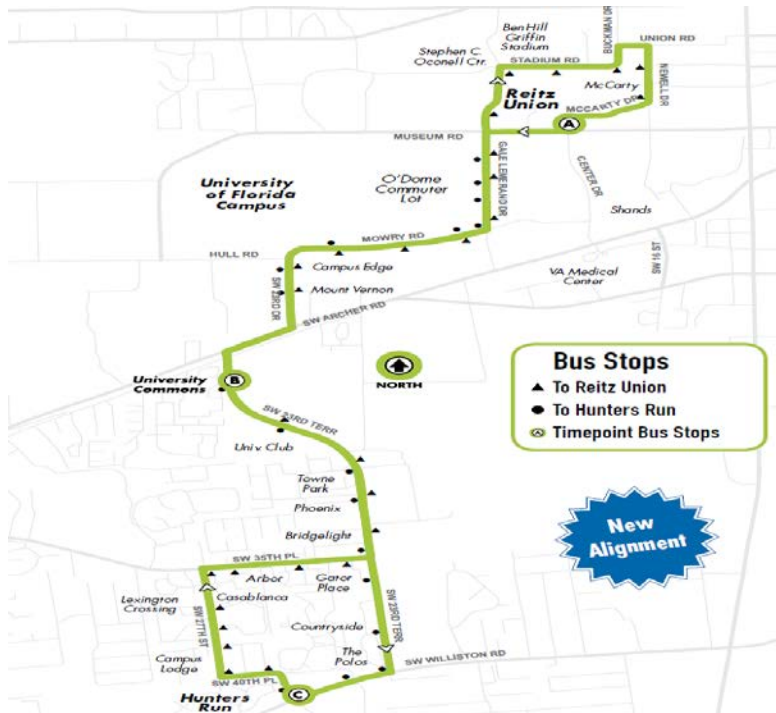 Ben Hill
Griffin
Stadium
BUCKMAN DR
UNION RD
Stephen C.
Oconell Ctr.
STADIUM RD
NEWELL DR
McCarty
Reitz
Union
MCCARTY DR
A
MUSEUM RD
GALE LEMERAND DR
O'Dome
Commuter
Lot
CENTER DR
University
of Florida
Campus
Shands
MOWRY RD
HULL RD
SW 16 ST
Campus Edge
VA Medical
Center
SW 23RD DR
Mount Vernon
SW ARCHER RD
NORTH
University
Commons
B
SW 23RD TERR
Univ. Club
Bus Stops
To Reitz Union
To Hunters Run
A Timepoint Bus Stops
Towne
Park
Phoenix
New
Alignment
Bridgelight
SW 35TH PL
Arbor
Gator
Place
Casablanca
Lexington
Crossing
SW 27TH ST
SW 23RD TERR
Countryside
The
Polos
SW WILLISTON RD
Campus
Lodge
SW 40TH PL
Hunters
Run
C